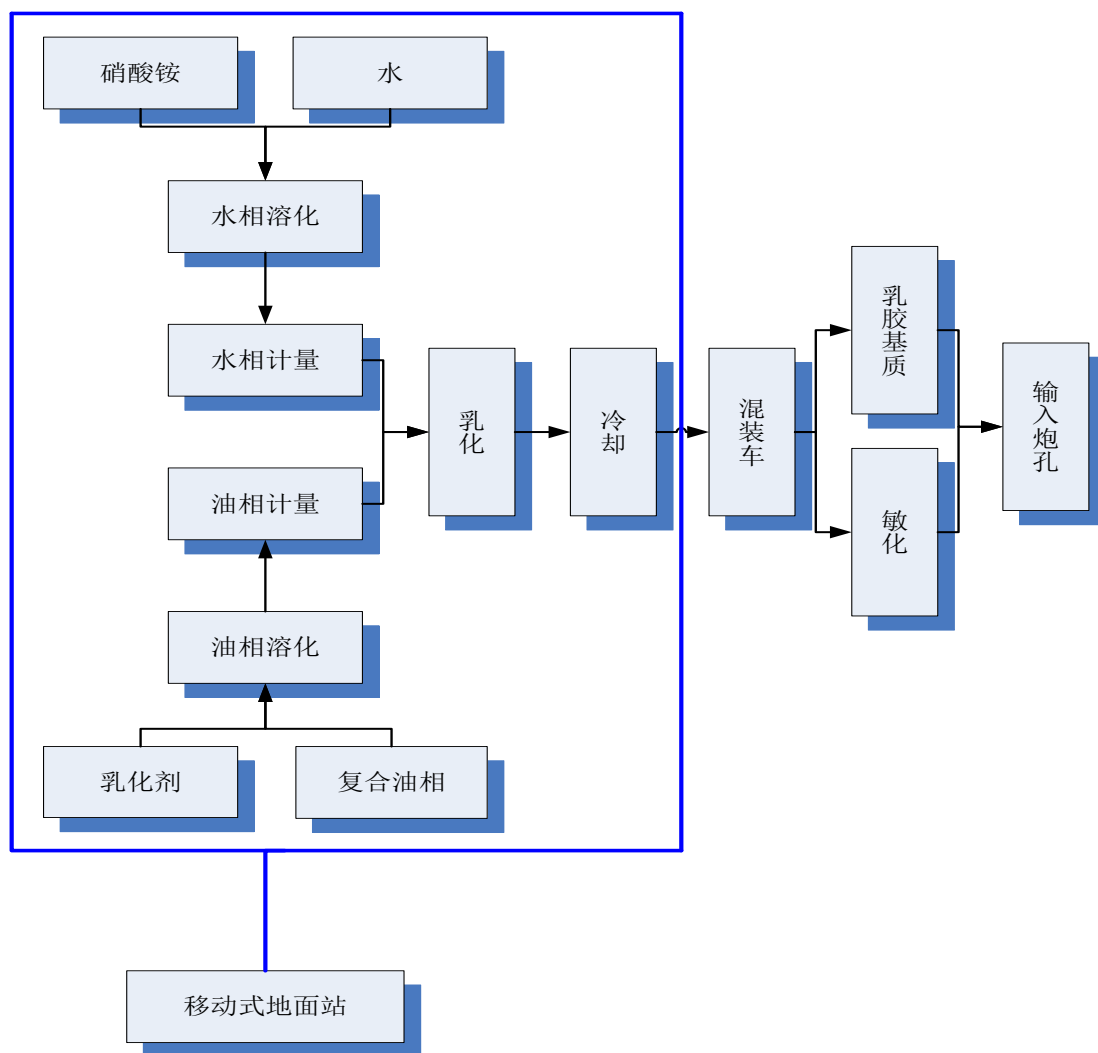 硝酸铵
水
水相溶化
水相计量
油相计量
油相溶化
乳化剂
复合油相
乳化
冷却
混装车
乳胶基质
敏化
输入炮孔
移动式地面站